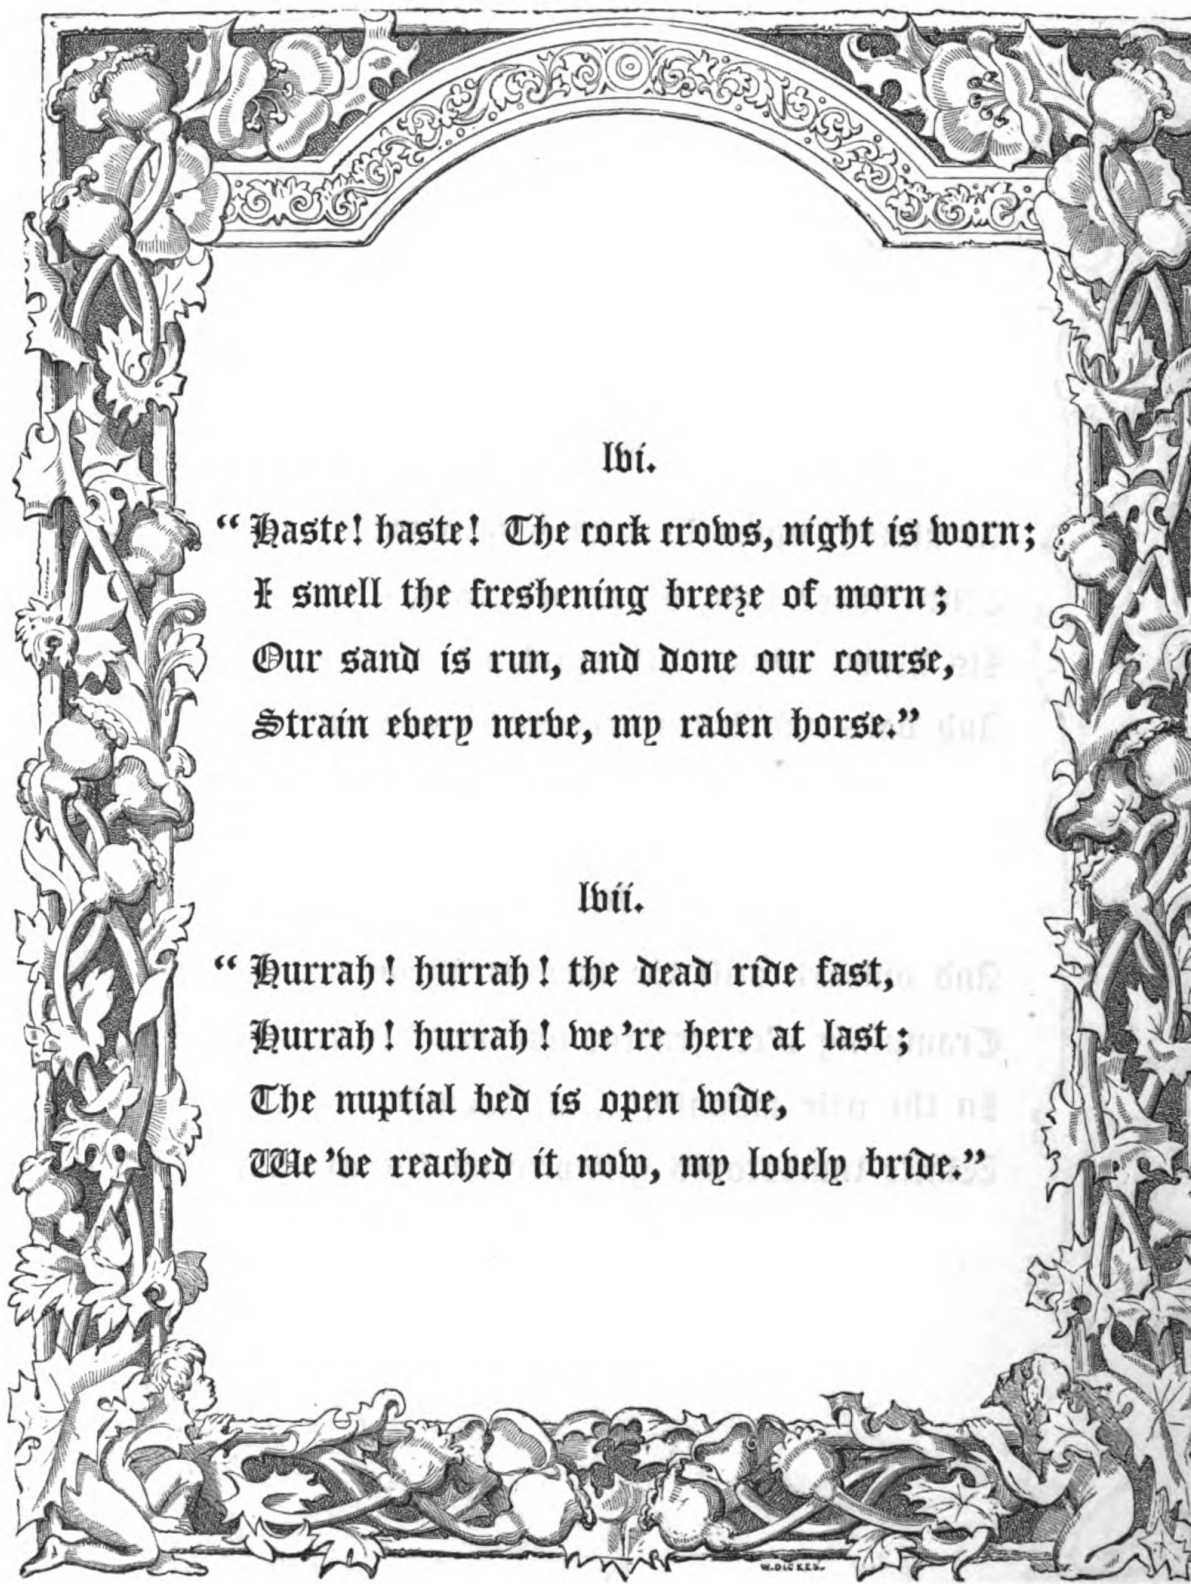 lvi.
“ Haste! haste! The cock crows, night is worn;
I smell the freshening breeze of morn;
Our sand is run, and done our course,
Strain every nerve, my raven horse.”
lvii.
“ Hurrah! hurrah! the dead ride fast,
Hurrah! hurrah! we’re here at last;
The nuptial bed is open wide,
We’ve reached it now, my lovely bride.”
W.DICKES.